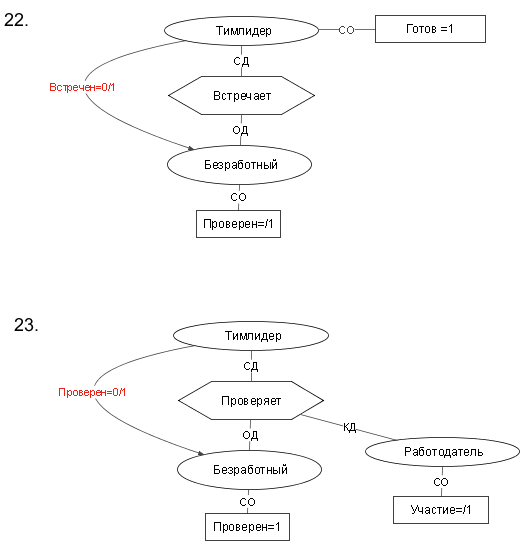 22.
Тимлидер
СО
Готов =1
СД
Встречен=0/1
Встречает
ОД
Безработный
СО
Проверен=/1
23.
Тимлидер
СД
Проверен=0/1
Проверяет
КД
ОД
Работодатель
Безработный
СО
СО
Участие=/1
Проверен=1